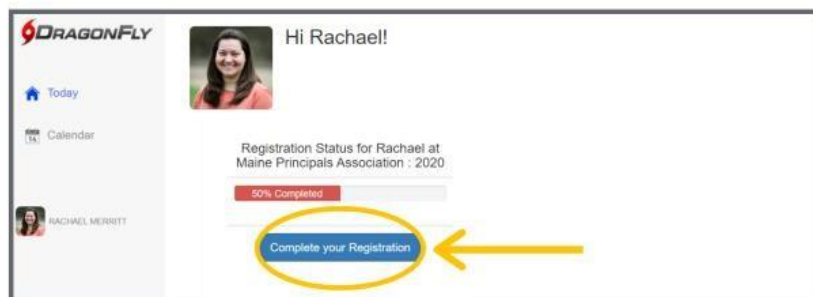 DRAGONFLY
Hi Rachael!
Today
14
Calendar
Registration Status for Rachael at
Maine Principals Association : 2020
50% Completed
RACHAEL MERRITT
Complete your Registration